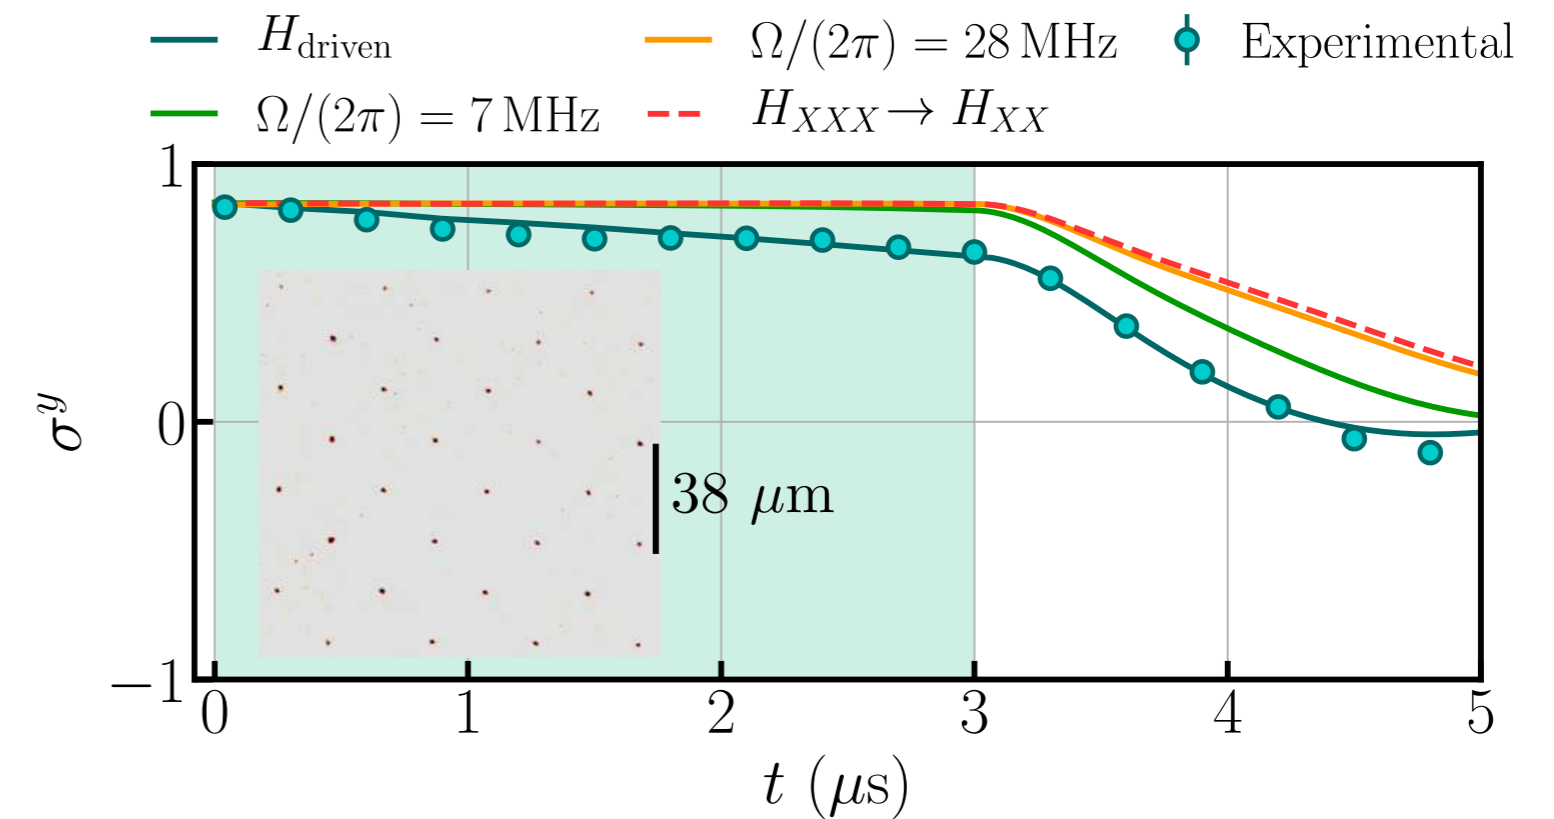 H_driven Ω/(2π) = 28 MHz Experimental
Ω/(2π) = 7 MHz H_XXX → H_XX
1
0
−1
σ^y
38 μm
0 1 2 3 4 5
t (μs)